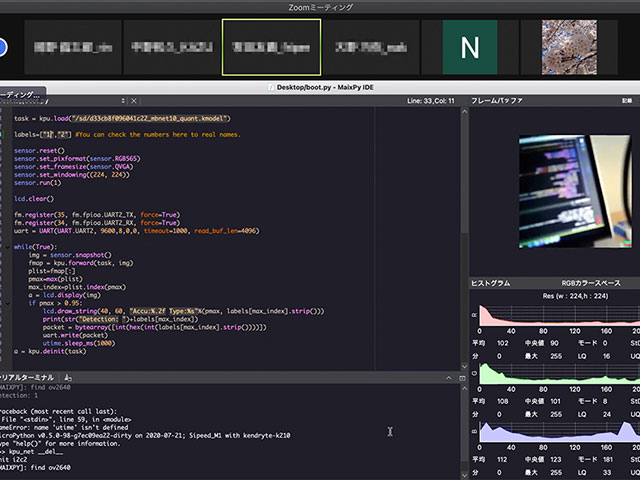 Zoomミーティング
N
Desktop/boot.py - MaixPy IDE
ーディング...
Line: 33, Col: 11
フレームバッファ
記録
task = kpu.load("/sd/d33cb8f096041c22_mbnet10_quant.kmodel")
labels=["1","2"] #You can check the numbers here to real names.
sensor.reset()
sensor.set_pixformat(sensor.RGB565)
sensor.set_framesize(sensor.QVGA)
sensor.set_windowing((224, 224))
sensor.run(1)
lcd.clear()
fm.register(35, fm.fpioa.UART2_TX, force=True)
fm.register(34, fm.fpioa.UART2_RX, force=True)
uart = UART(UART.UART2, 9600,8,0,0, timeout=1000, read_buf_len=4096)
while(True):
img = sensor.snapshot()
fmap = kpu.forward(task, img)
plist=fmap[:]
pmax=max(plist)
max_index=plist.index(pmax)
a = lcd.display(img)
if pmax > 0.95:
lcd.draw_string(40, 60, "Accu:%.2f Type:%s"%(pmax, labels[max_index].strip()))
print(str("Detection: ")+labels[max_index])
packet = bytearray([int(hex(int(labels[max_index].strip())))])
uart.write(packet)
utime.sleep_ms(1000)
a = kpu.deinit(task)
ヒストグラム
RGBカラースペース
Res (w : 224, h : 224)
R
0 40 80 120 160 200
平均 102 中央値 90 モード 0 StD
分 0 最大 255 LQ 16 UQ
G
0 40 80 120 160 200
平均 108 中央値 101 モード 8 StD
分 0 最大 255 LQ 24 UQ
B
0 40 80 120 160 200
平均 112 中央値 123 モード 181 StD
分 0 最大 255 LQ 33 UQ
リアルターミナル
MAIXPY]: find ov2640
etection: 1
raceback (most recent call last):
File "<stdin>", line 59, in <module>
ameError: name 'utime' isn't defined
icroPython v0.5.0-98-g7ec09ea22-dirty on 2020-07-21; Sipeed_M1 with kendryte-k210
ype "help()" for more information.
>> kpu_net __del__
nit i2c2
MAIXPY]: find ov2640